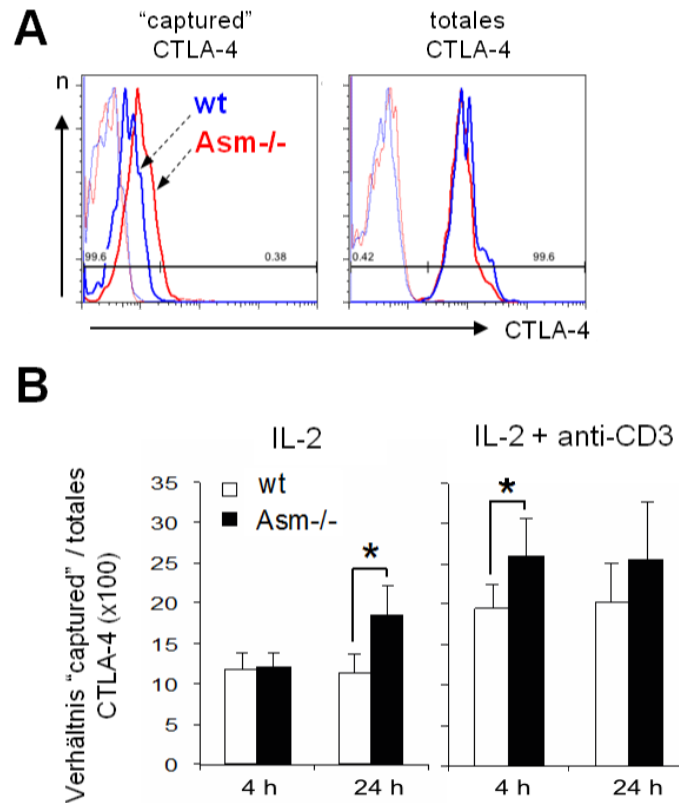 A
“captured”
CTLA-4
totales
CTLA-4
n
wt
Asm-/-
99.6
0.38
0.42
99.6
CTLA-4
B
IL-2
IL-2 + anti-CD3
Verhältnis “captured” / totales
CTLA-4 (x100)
35
30
25
20
15
10
5
0
wt
Asm-/-
*
*
4 h
24 h
4 h
24 h